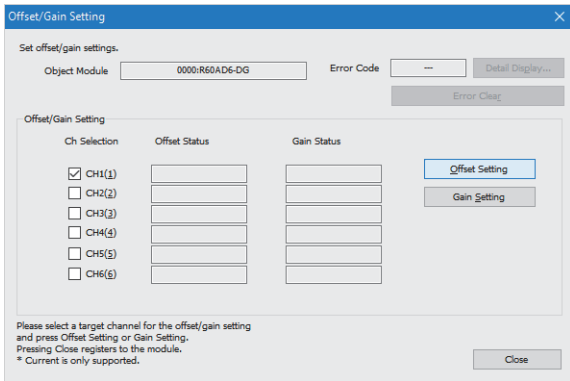 Offset/Gain Setting
Set offset/gain settings.
Object Module 0000:R60AD6-DG Error Code --- Detail Display...
Error Clear
Offset/Gain Setting
Ch Selection Offset Status Gain Status
CH1(1) Offset Setting
CH2(2) Gain Setting
CH3(3)
CH4(4)
CH5(5)
CH6(6)
Please select a target channel for the offset/gain setting
and press Offset Setting or Gain Setting.
Pressing Close registers to the module.
* Current is only supported.
Close